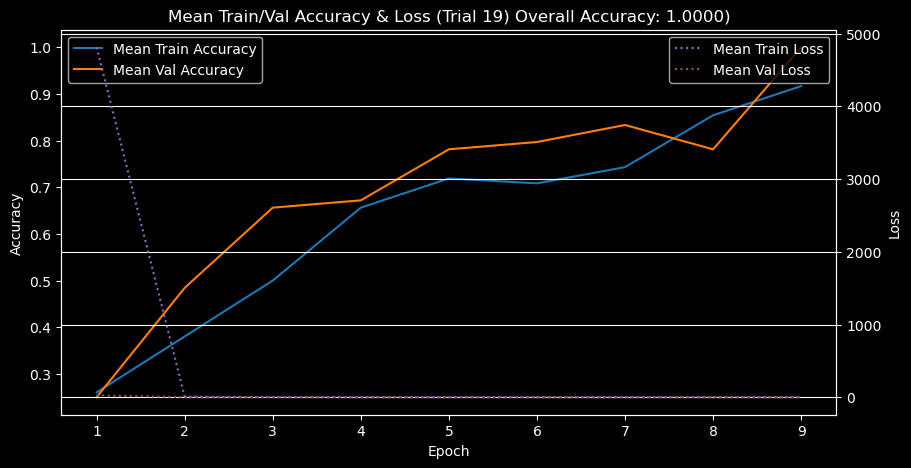 Mean Train/Val Accuracy & Loss (Trial 19) Overall Accuracy: 1.0000)
Mean Train Accuracy
Mean Val Accuracy
Mean Train Loss
Mean Val Loss
1.0
0.9
0.8
0.7
0.6
0.5
0.4
0.3
Accuracy
5000
4000
3000
2000
1000
0
Loss
1 2 3 4 5 6 7 8 9
Epoch